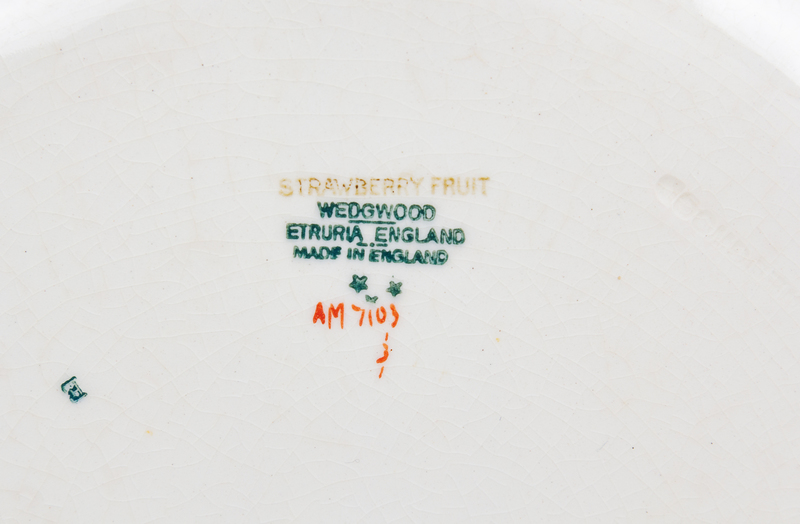 STRAWBERRY FRUIT
WEDGWOOD
ETRURIA ENGLAND
MADE IN ENGLAND
AM 7103